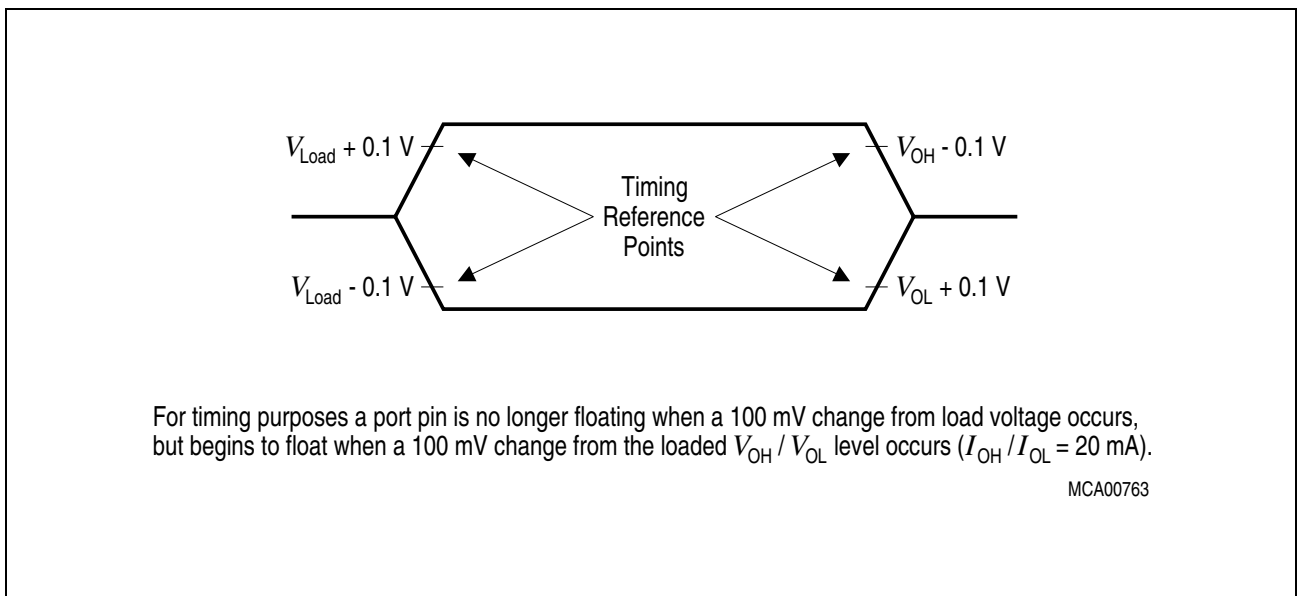 V_Load + 0.1 V
V_OH - 0.1 V
Timing
Reference
Points
V_Load - 0.1 V
V_OL + 0.1 V
For timing purposes a port pin is no longer floating when a 100 mV change from load voltage occurs,
but begins to float when a 100 mV change from the loaded V_OH / V_OL level occurs (I_OH / I_OL = 20 mA).
MCA00763